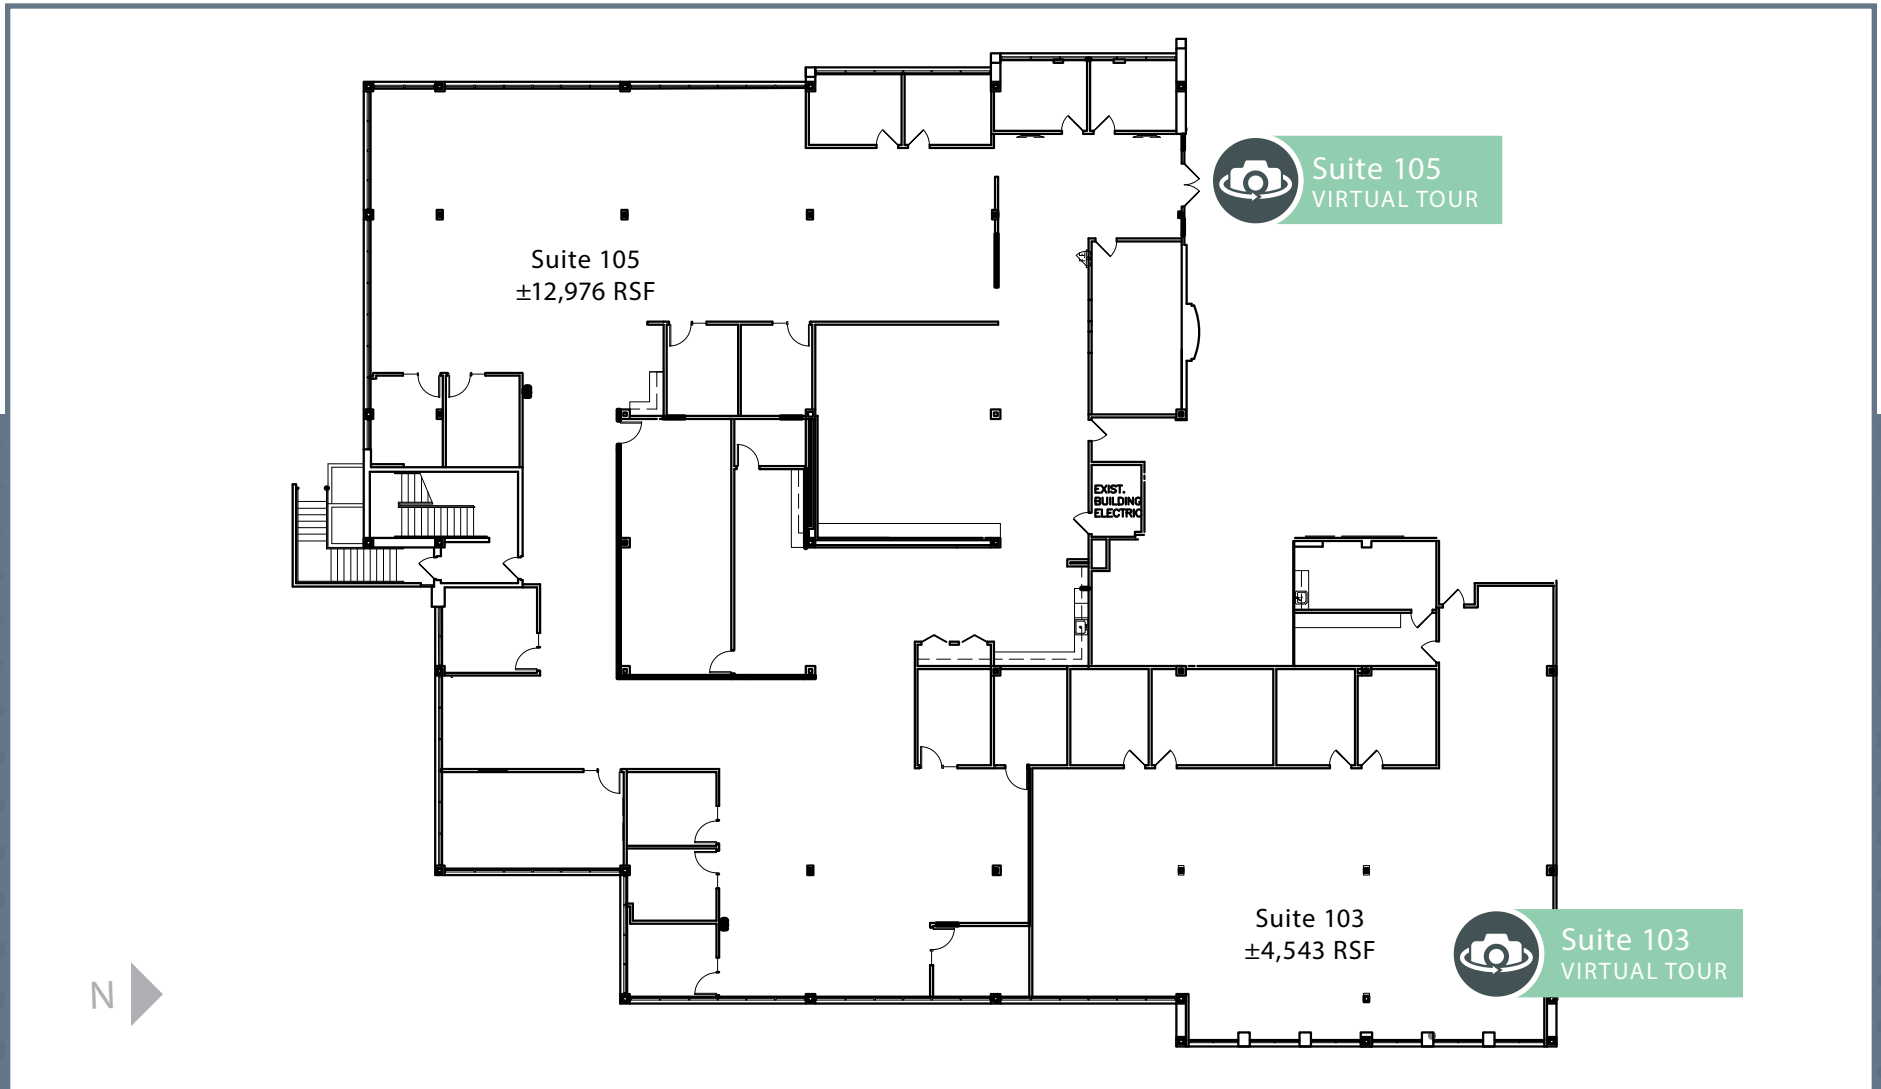 Suite 105
VIRTUAL TOUR
Suite 105
±12,976 RSF
EXIST.
BUILDING
ELECTRIC
Suite 103
±4,543 RSF
Suite 103
VIRTUAL TOUR
N